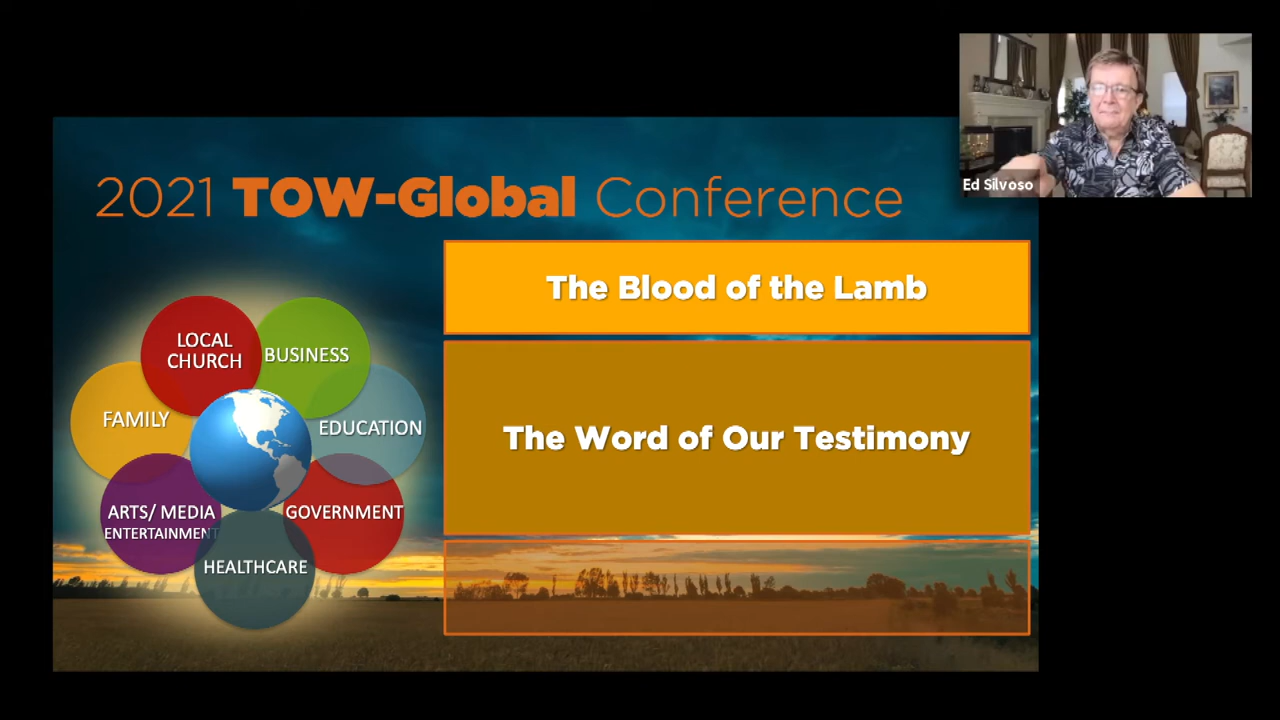 Ed Silvoso
2021 TOW-Global Conference
The Blood of the Lamb
The Word of Our Testimony
LOCAL
CHURCH
BUSINESS
FAMILY
EDUCATION
ARTS/ MEDIA
ENTERTAINMENT
GOVERNMENT
HEALTHCARE